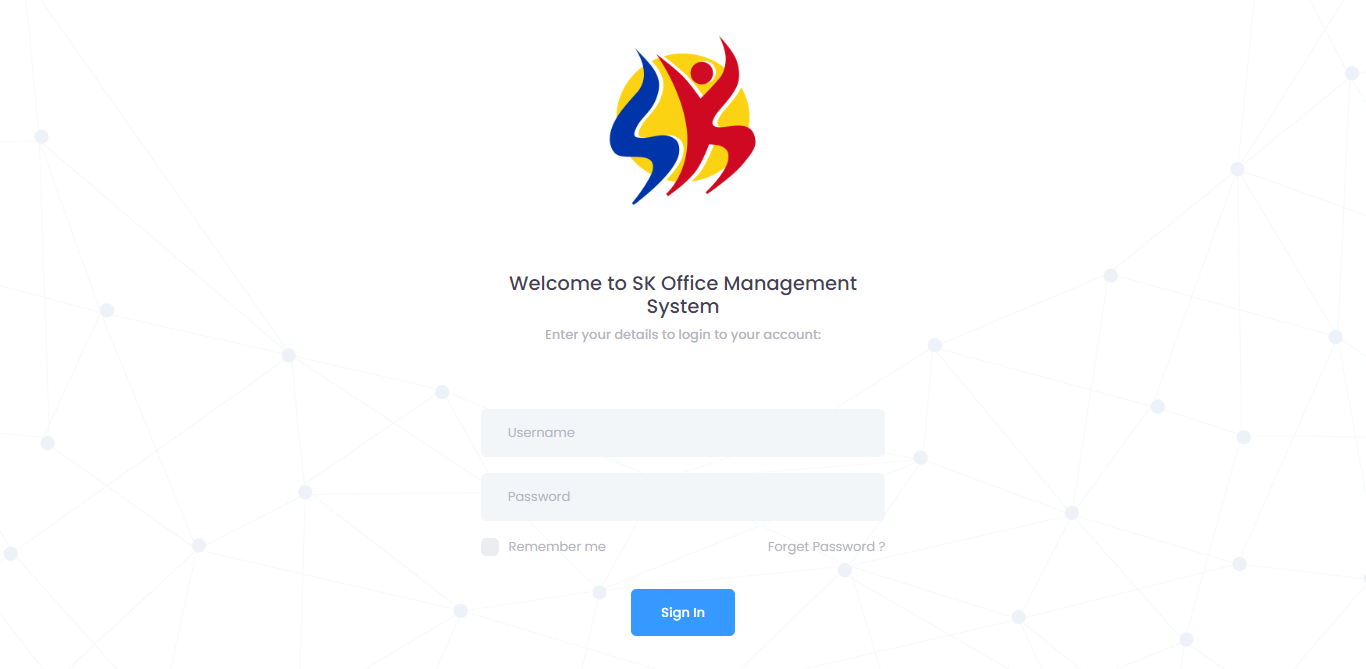 SK
Welcome to SK Office Management
System
Enter your details to login to your account:
Username
Password
Remember me
Forget Password ?
Sign In